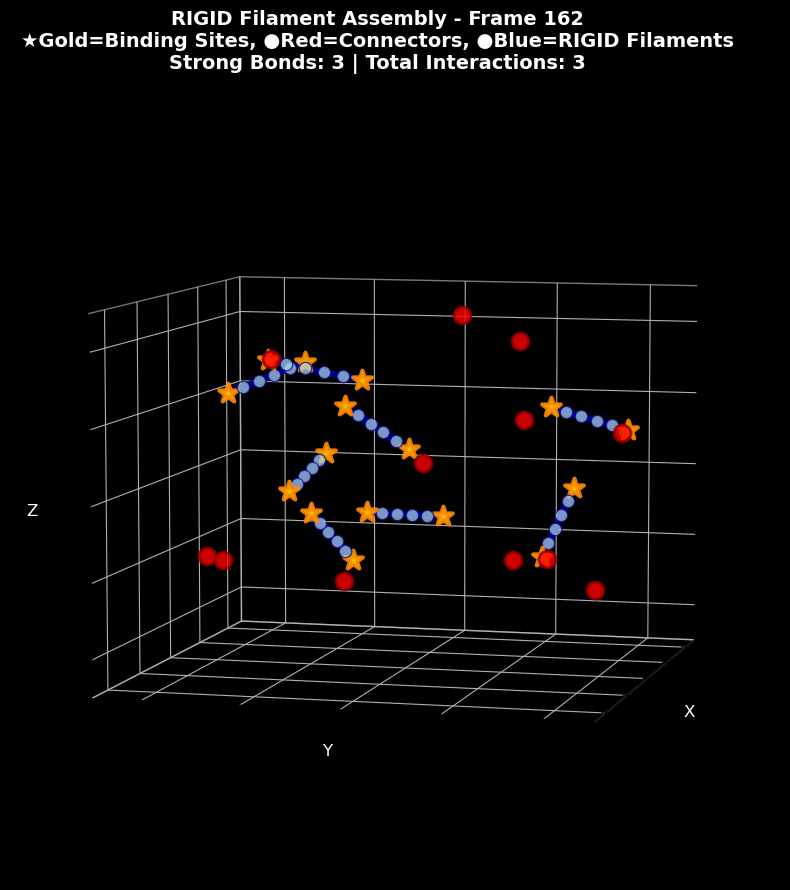 RIGID Filament Assembly - Frame 162
★Gold=Binding Sites, ●Red=Connectors, ●Blue=RIGID Filaments
Strong Bonds: 3 | Total Interactions: 3
Z
X
Y